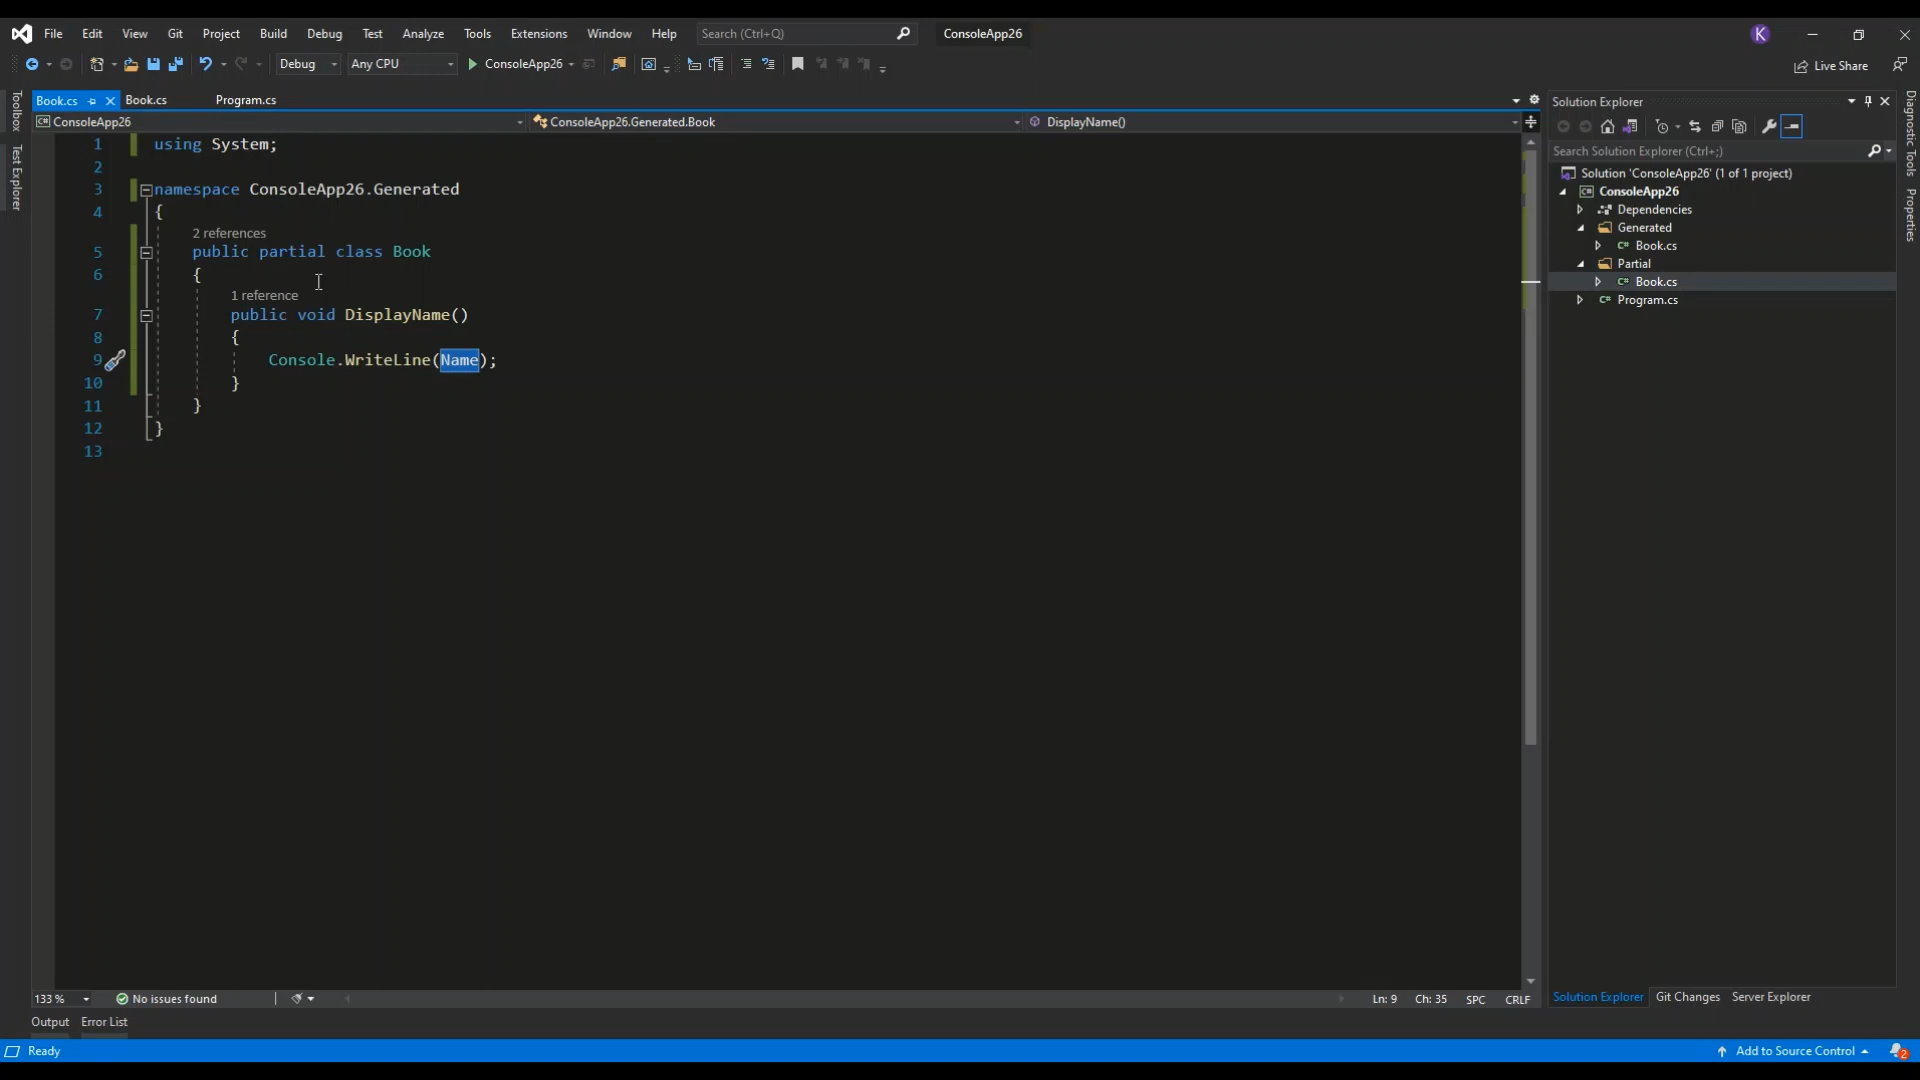 File Edit View Git Project Build Debug Test Analyze Tools Extensions Window Help Search (Ctrl+Q) ConsoleApp26 K
Debug Any CPU ConsoleApp26 Live Share
Book.cs Book.cs Program.cs
ConsoleApp26 ConsoleApp26.Generated.Book DisplayName()
Toolbox
Test Explorer
1 using System;
2
3 namespace ConsoleApp26.Generated
4 {
2 references
5 public partial class Book
6 {
1 reference
7 public void DisplayName()
8 {
9 Console.WriteLine(Name);
10 }
11 }
12 }
13
Solution Explorer
Search Solution Explorer (Ctrl+;)
Solution 'ConsoleApp26' (1 of 1 project)
ConsoleApp26
Dependencies
Generated
Book.cs
Partial
Book.cs
Program.cs
Diagnostic Tools
Properties
133 % No issues found Ln: 9 Ch: 35 SPC CRLF
Solution Explorer Git Changes Server Explorer
Output Error List
Ready Add to Source Control 2